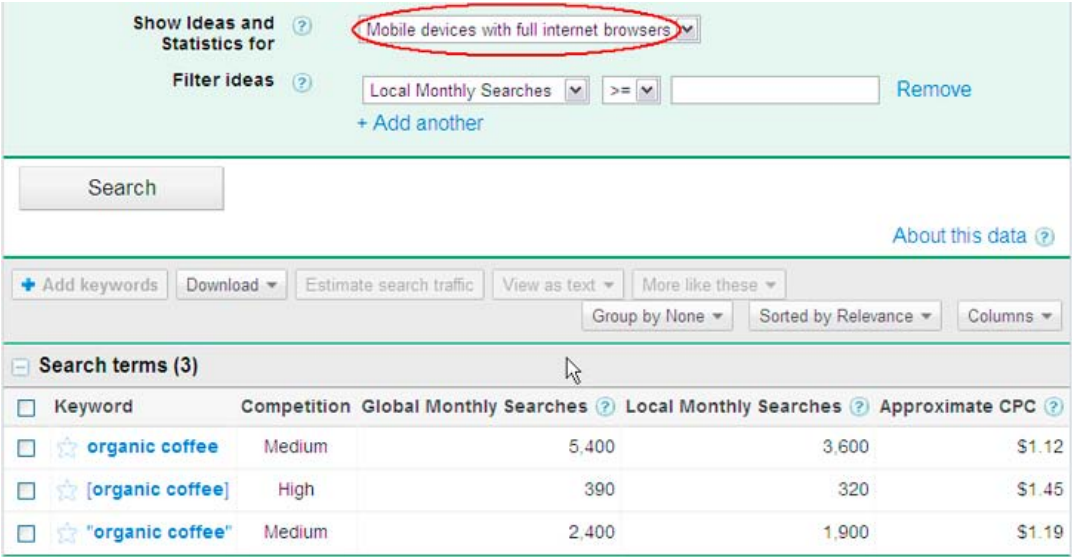 Show Ideas and Statistics for ? Mobile devices with full internet browsers
Filter ideas ? Local Monthly Searches >= Remove
+ Add another
Search
About this data ?
+ Add keywords Download Estimate search traffic View as text More like these
Group by None Sorted by Relevance Columns
Search terms (3)
Keyword Competition Global Monthly Searches ? Local Monthly Searches ? Approximate CPC ?
organic coffee Medium 5,400 3,600 $1.12
[organic coffee] High 390 320 $1.45
"organic coffee" Medium 2,400 1,900 $1.19